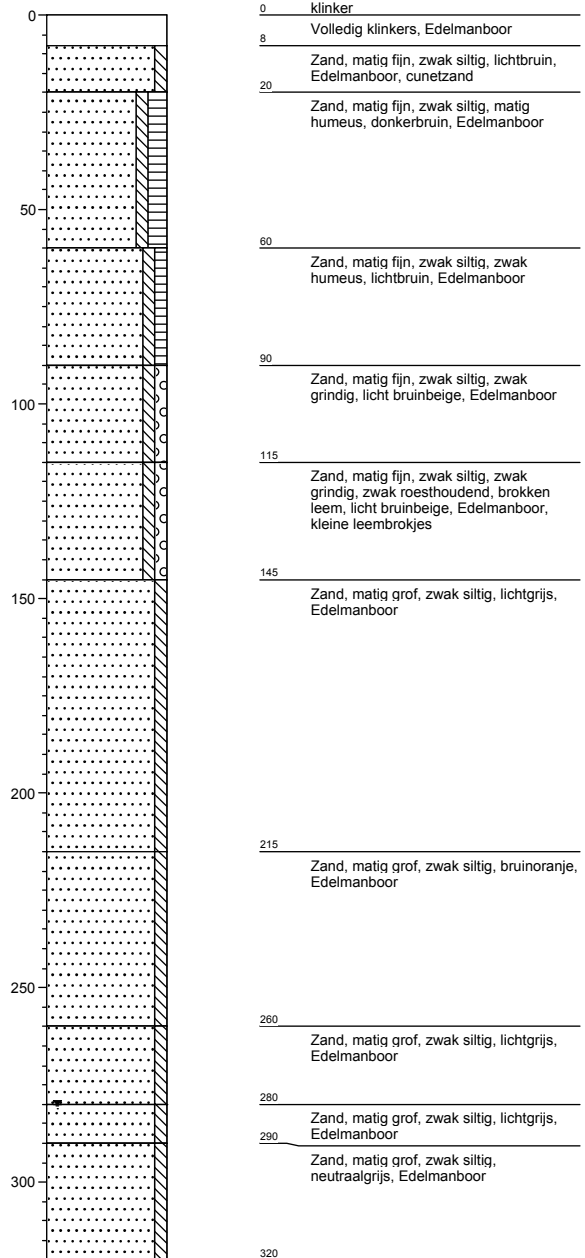 0
50
100
150
200
250
300
0 klinker
Volledig klinkers, Edelmanboor
8
Zand, matig fijn, zwak siltig, lichtbruin,
Edelmanboor, cunetzand
20
Zand, matig fijn, zwak siltig, matig
humeus, donkerbruin, Edelmanboor
60
Zand, matig fijn, zwak siltig, zwak
humeus, lichtbruin, Edelmanboor
90
Zand, matig fijn, zwak siltig, zwak
grindig, licht bruinbeige, Edelmanboor
115
Zand, matig fijn, zwak siltig, zwak
grindig, zwak roesthoudend, brokken
leem, licht bruinbeige, Edelmanboor,
kleine leembrokjes
145
Zand, matig grof, zwak siltig, lichtgrijs,
Edelmanboor
215
Zand, matig grof, zwak siltig, bruinoranje,
Edelmanboor
260
Zand, matig grof, zwak siltig, lichtgrijs,
Edelmanboor
280
Zand, matig grof, zwak siltig, lichtgrijs,
Edelmanboor
290
Zand, matig grof, zwak siltig,
neutraalgrijs, Edelmanboor
320